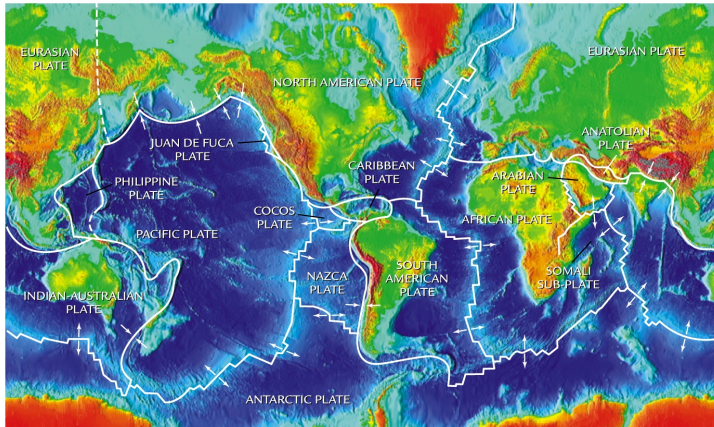 EURASIAN
PLATE
EURASIAN PLATE
NORTH AMERICAN PLATE
ANATOLIAN
PLATE
JUAN DE FUCA
PLATE
CARIBBEAN
PLATE
ARABIAN
PLATE
PHILIPPINE
PLATE
COCOS
PLATE
AFRICAN PLATE
PACIFIC PLATE
NAZCA
PLATE
SOUTH
AMERICAN
PLATE
SOMALI
SUB-PLATE
INDIAN-AUSTRALIAN
PLATE
ANTARCTIC PLATE